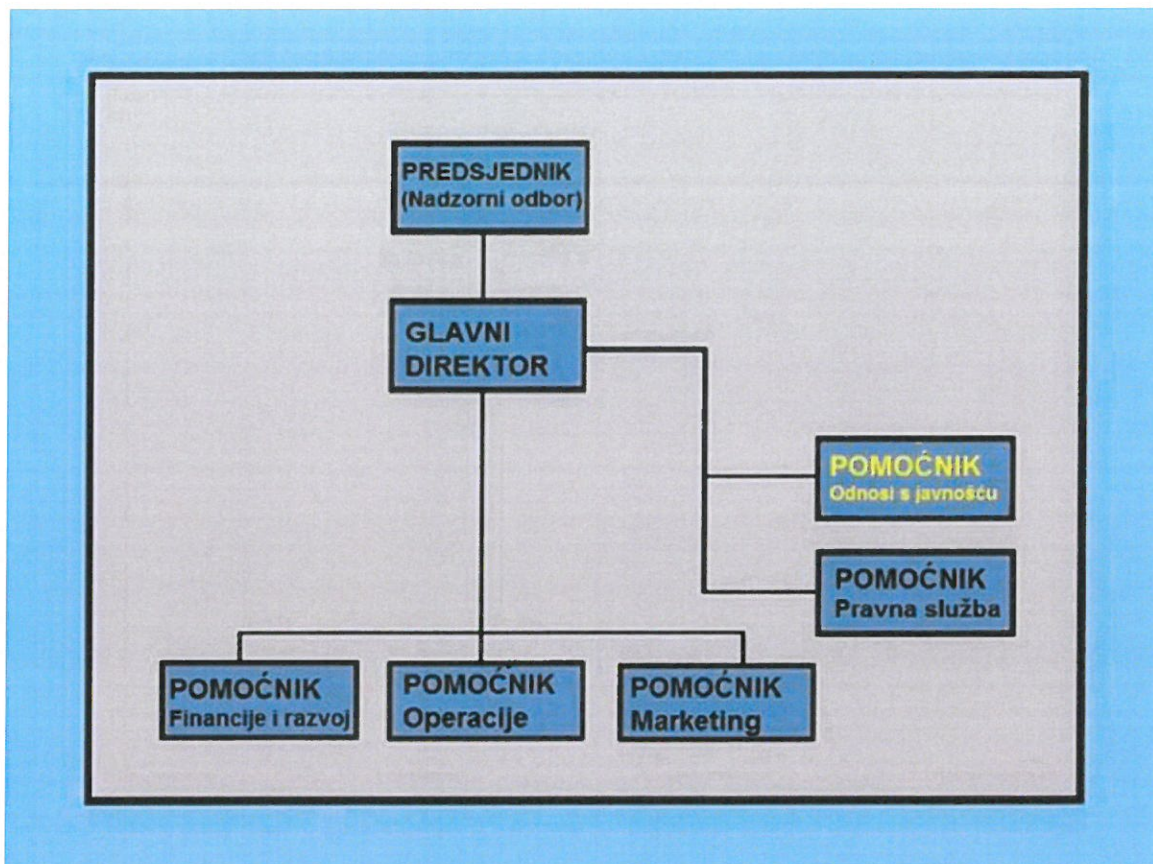 PREDSJEDNIK
(Nadzorni odbor)
GLAVNI
DIREKTOR
POMOĆNIK
Odnosi s javnošću
POMOĆNIK
Pravna služba
POMOĆNIK
Financije i razvoj
POMOĆNIK
Operacije
POMOĆNIK
Marketing